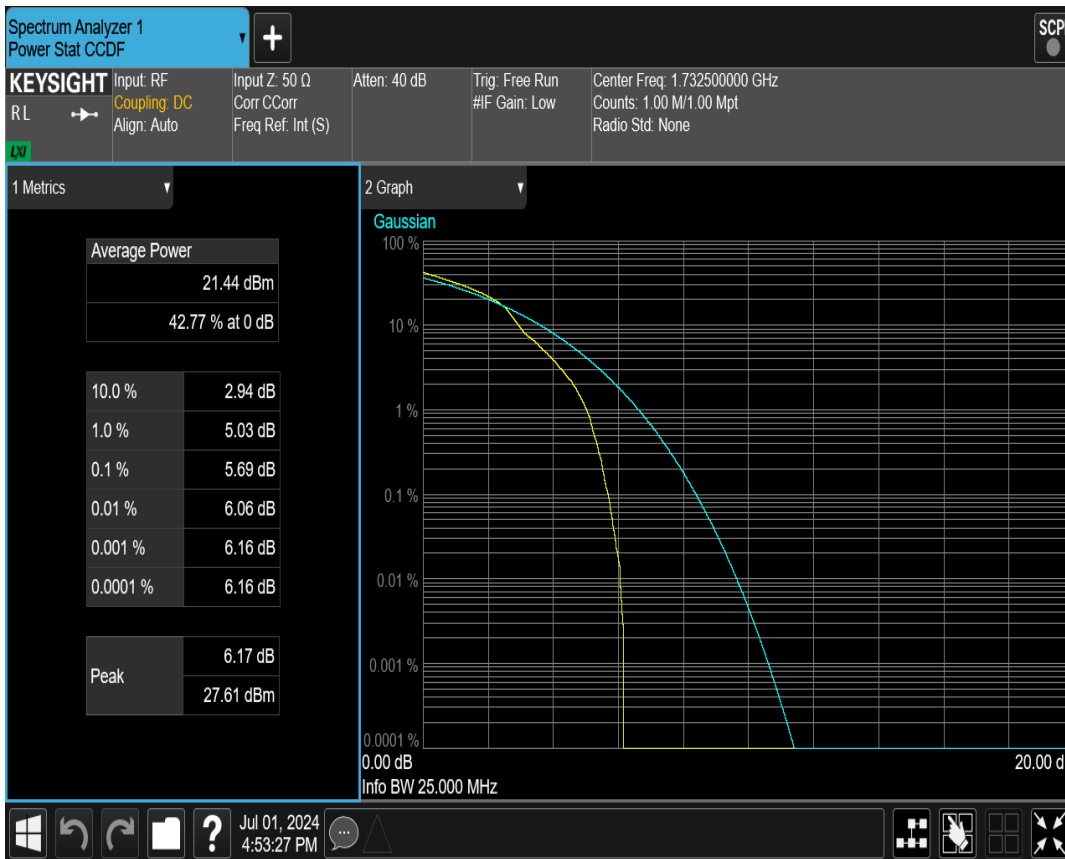 Spectrum Analyzer 1
Power Stat CCDF
+
SCP
KEYSIGHT
RL
LXI
Input: RF
Coupling: DC
Align: Auto
Input Z: 50 Ω
Corr CCorr
Freq Ref: Int (S)
Atten: 40 dB
Trig: Free Run
#IF Gain: Low
Center Freq: 1.732500000 GHz
Counts: 1.00 M/1.00 Mpt
Radio Std: None
1 Metrics
Average Power
21.44 dBm
42.77 % at 0 dB
10.0 % 2.94 dB
1.0 % 5.03 dB
0.1 % 5.69 dB
0.01 % 6.06 dB
0.001 % 6.16 dB
0.0001 % 6.16 dB
Peak
6.17 dB
27.61 dBm
2 Graph
Gaussian
100 %
10 %
1 %
0.1 %
0.01 %
0.001 %
0.0001 %
0.00 dB 20.00 d
Info BW 25.000 MHz
?
Jul 01, 2024
4:53:27 PM